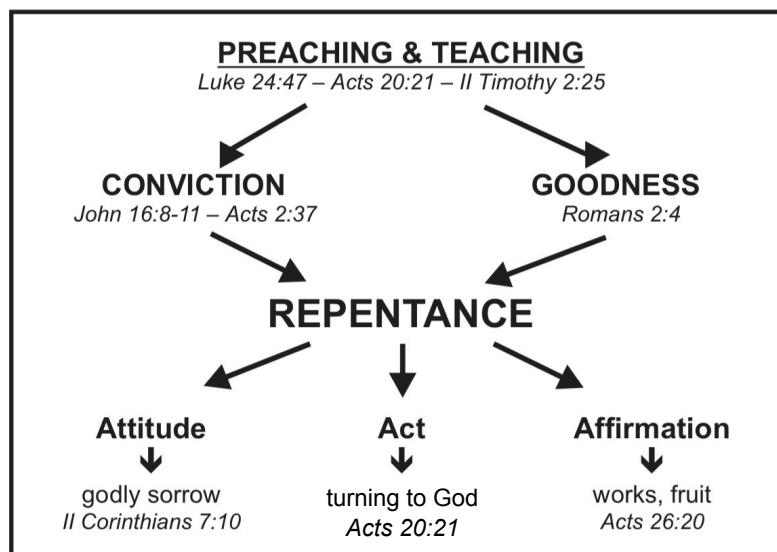 PREACHING & TEACHING
Luke 24:47 – Acts 20:21 – II Timothy 2:25
CONVICTION
John 16:8-11 – Acts 2:37
GOODNESS
Romans 2:4
REPENTANCE
Attitude
godly sorrow
II Corinthians 7:10
Act
turning to God
Acts 20:21
Affirmation
works, fruit
Acts 26:20